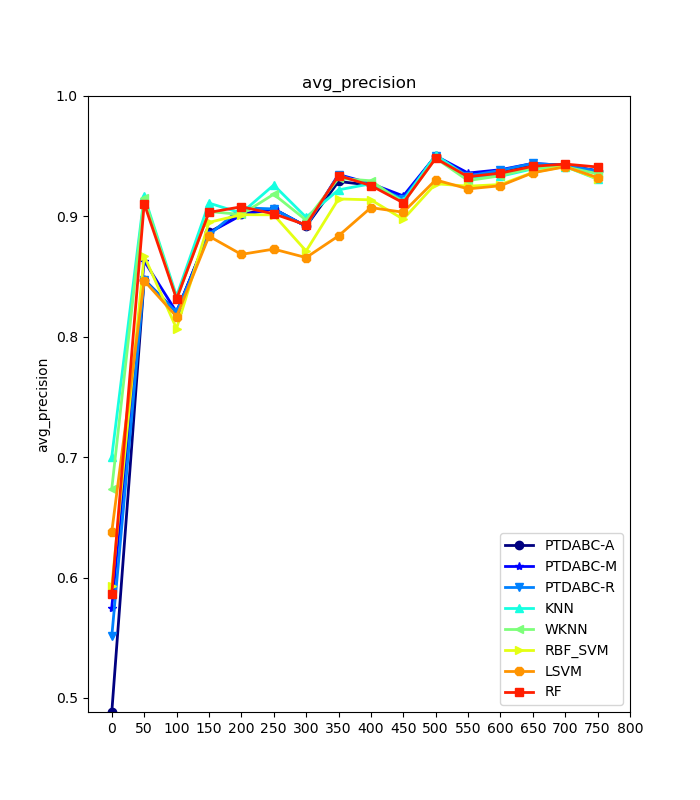 avg_precision
1.0
0.9
0.8
0.7
0.6
0.5
avg_precision
PTDABC-A
PTDABC-M
PTDABC-R
KNN
WKNN
RBF_SVM
LSVM
RF
0 50 100 150 200 250 300 350 400 450 500 550 600 650 700 750 800